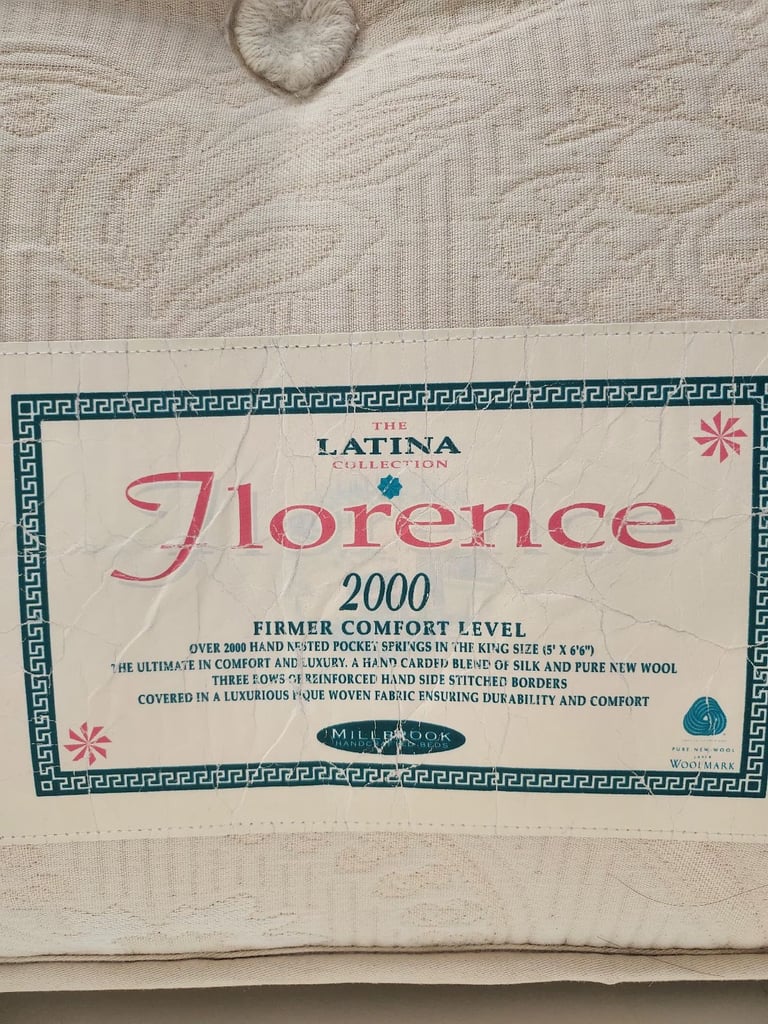 THE
LATINA
COLLECTION
Florence
2000
FIRMER COMFORT LEVEL
OVER 2000 HAND NESTED POCKET SPRINGS IN THE KING SIZE (5' X 6'6")
THE ULTIMATE IN COMFORT AND LUXURY. A HAND CARDED BLEND OF SILK AND PURE NEW WOOL
THREE ROWS OF REINFORCED HAND SIDE STITCHED BORDERS
COVERED IN A LUXURIOUS PIQUE WOVEN FABRIC ENSURING DURABILITY AND COMFORT
MILLBROOK
HANDCRAFTED BEDS
PURE NEW WOOL
WOOLMARK